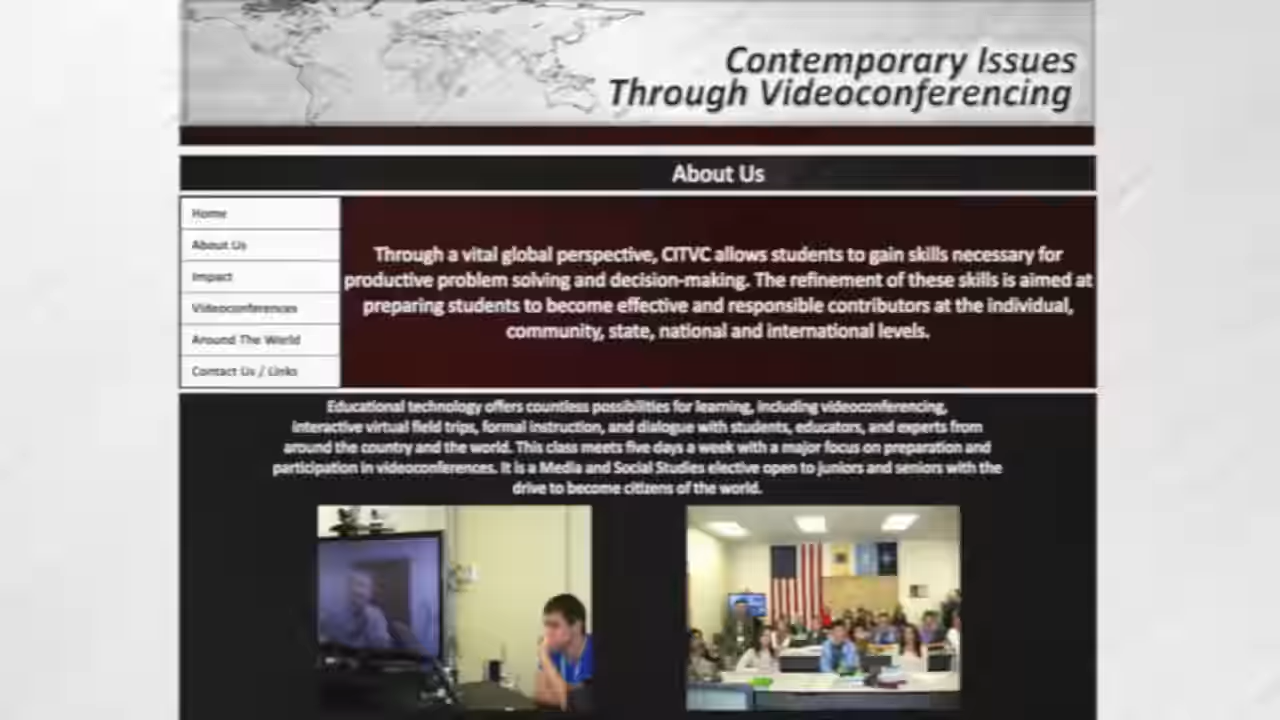 Contemporary Issues
Through Videoconferencing
About Us
Home
About Us
Impact
Videoconferences
Around The World
Contact Us / Links
Through a vital global perspective, CITVC allows students to gain skills necessary for
productive problem solving and decision-making. The refinement of these skills is aimed at
preparing students to become effective and responsible contributors at the individual,
community, state, national and international levels.
Educational technology offers countless possibilities for learning, including videoconferencing,
interactive virtual field trips, formal instruction, and dialogue with students, educators, and experts from
around the country and the world. This class meets five days a week with a major focus on preparation and
participation in videoconferences. It is a Media and Social Studies elective open to juniors and seniors with the
drive to become citizens of the world.